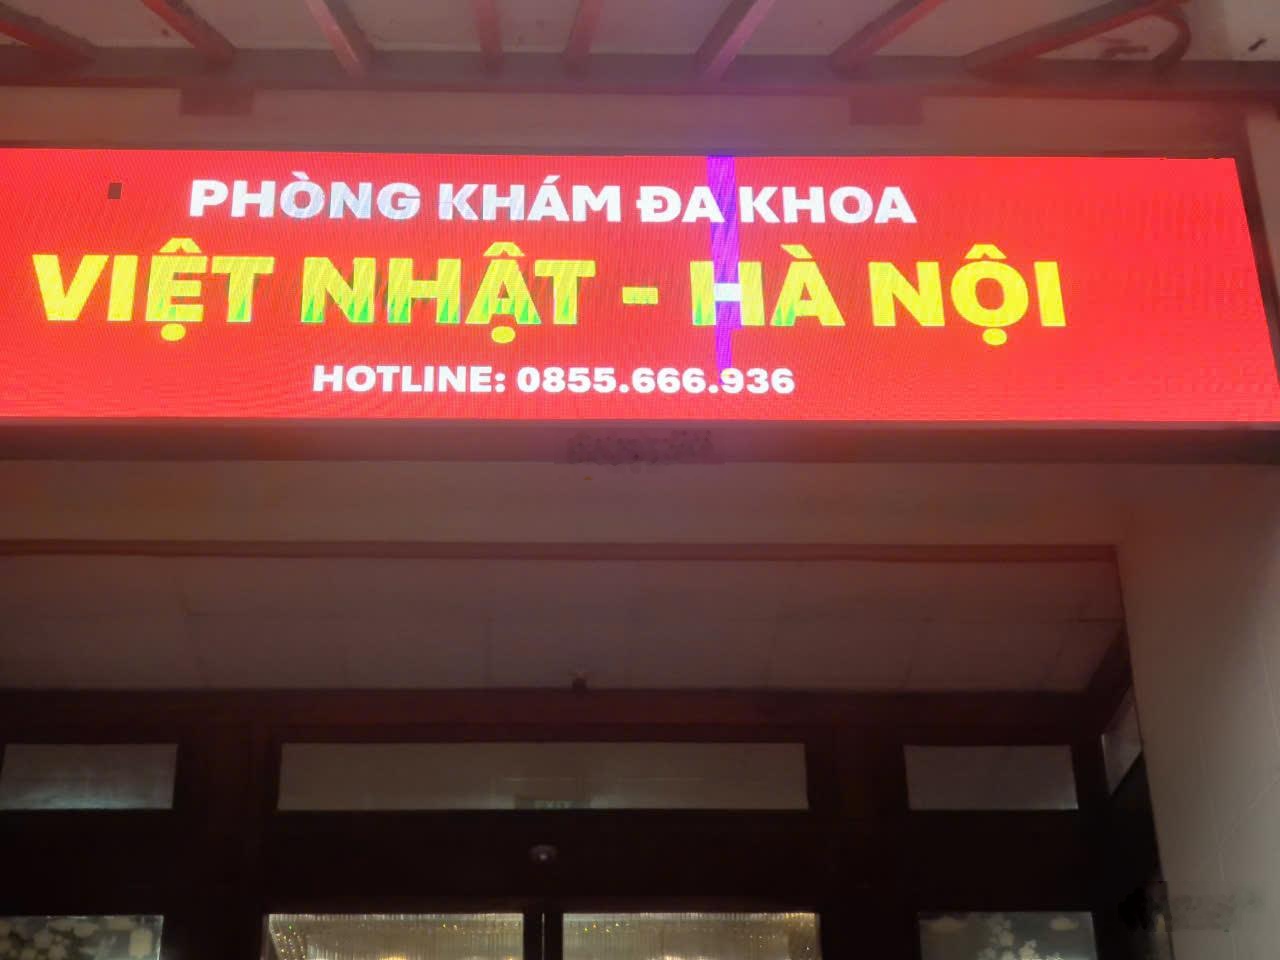 PHÒNG KHÁM ĐA KHOA
VIỆT NHẬT - HÀ NỘI
HOTLINE: 0855.666.936